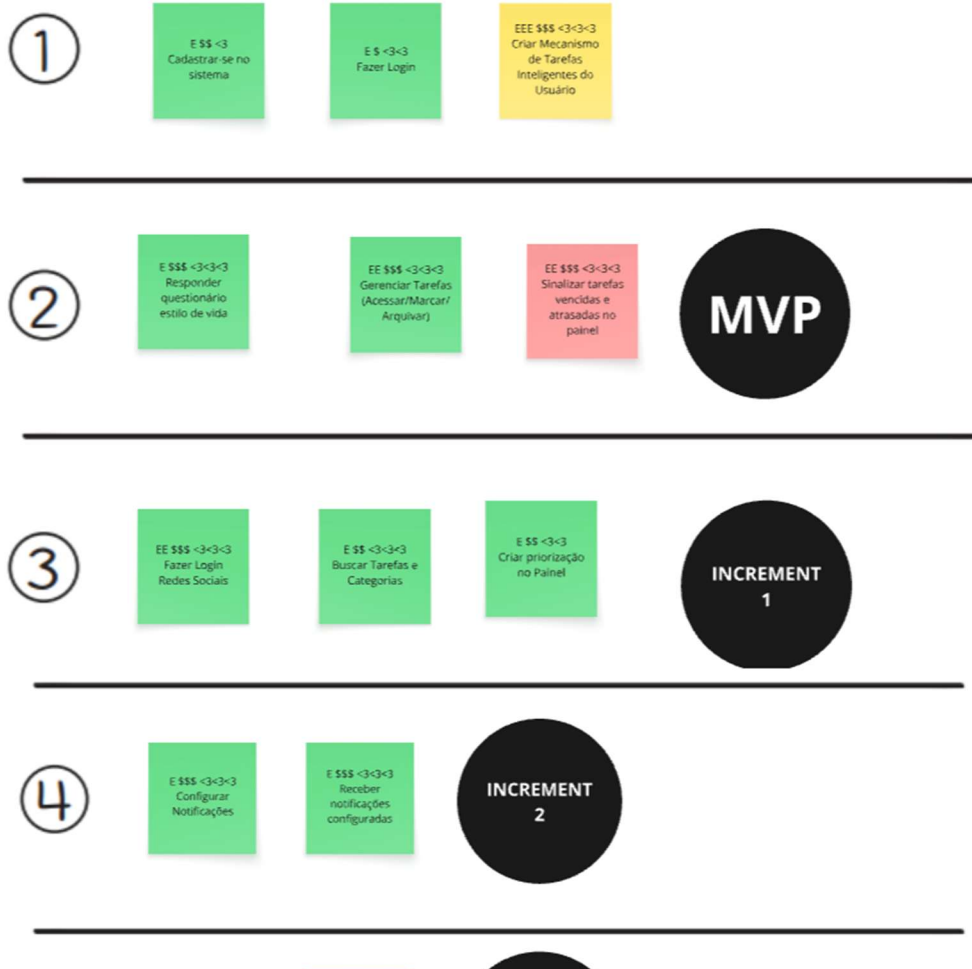 1
E $$ <3
Cadastrar-se no
sistema
E $ <3<3
Fazer Login
EEE $$$ <3<3<3
Criar Mecanismo
de Tarefas
Inteligentes do
Usuário
2
E $$$ <3<3<3
Responder
questionário
estilo de vida
EE $$$ <3<3<3
Gerenciar Tarefas
(Acessar/Marcar/
Arquivar)
EE $$$ <3<3<3
Sinalizar tarefas
vencidas e
atrasadas no
painel
MVP
3
EE $$$ <3<3<3
Fazer Login
Redes Sociais
E $$ <3<3<3
Buscar Tarefas e
Categorias
E $$ <3<3
Criar priorização
no Painel
INCREMENT
1
4
E $$$ <3<3<3
Configurar
Notificações
E $$$ <3<3<3
Receber
notificações
configuradas
INCREMENT
2